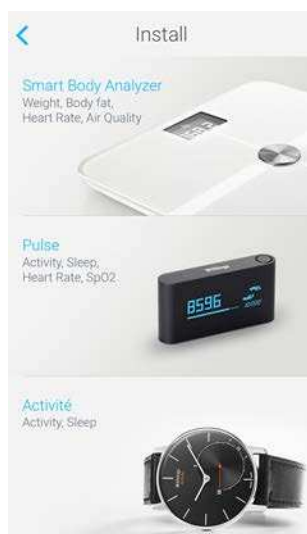 Install
Smart Body Analyzer
Weight, Body fat,
Heart Rate, Air Quality
Pulse
Activity, Sleep,
Heart Rate, SpO2
8596
Activité
Activity, Sleep